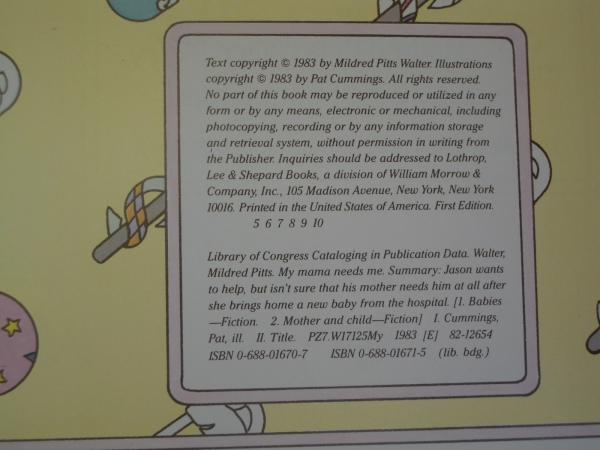 Text copyright © 1983 by Mildred Pitts Walter. Illustrations
copyright © 1983 by Pat Cummings. All rights reserved.
No part of this book may be reproduced or utilized in any
form or by any means, electronic or mechanical, including
photocopying, recording or by any information storage
and retrieval system, without permission in writing from
the Publisher. Inquiries should be addressed to Lothrop,
Lee & Shepard Books, a division of William Morrow &
Company, Inc., 105 Madison Avenue, New York, New York
10016. Printed in the United States of America. First Edition.
5 6 7 8 9 10
Library of Congress Cataloging in Publication Data. Walter,
Mildred Pitts. My mama needs me. Summary: Jason wants
to help, but isn't sure that his mother needs him at all after
she brings home a new baby from the hospital. [1. Babies
—Fiction. 2. Mother and child—Fiction] I. Cummings,
Pat, ill. II. Title. PZ7.W17125My 1983 [E] 82-12654
ISBN 0-688-01670-7 ISBN 0-688-01671-5 (lib. bdg.)